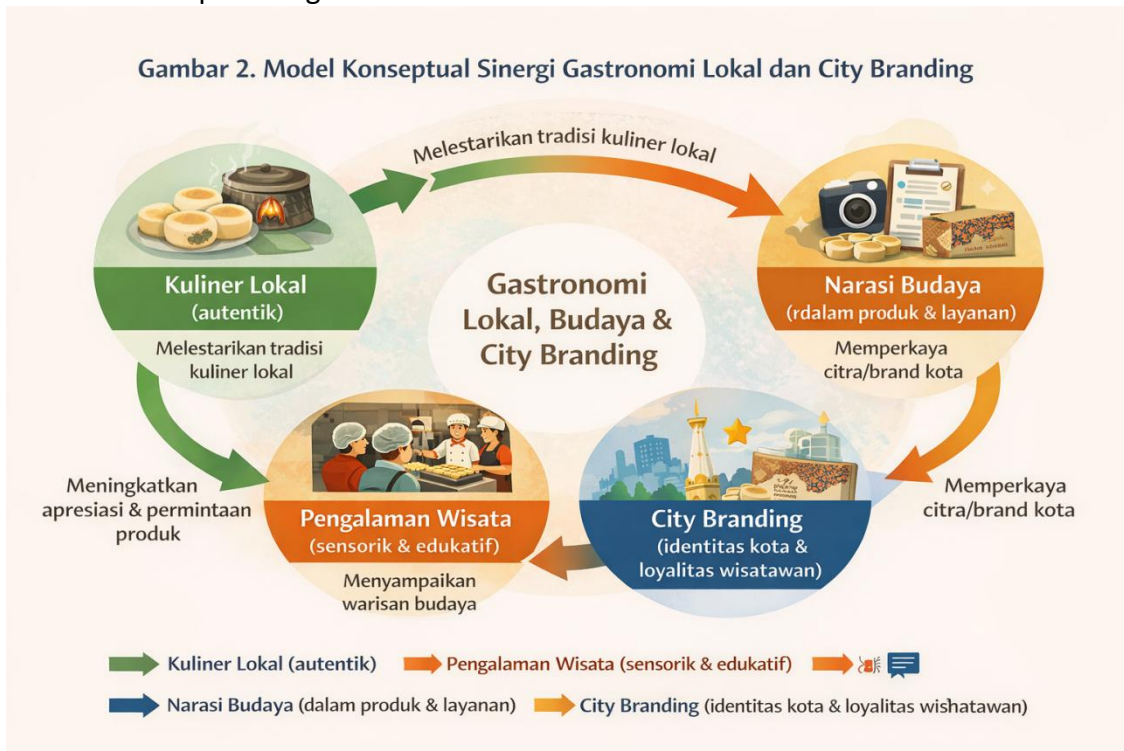 Gambar 2. Model Konseptual Sinergi Gastronomi Lokal dan City Branding
Melestarikan tradisi kuliner lokal
Kuliner Lokal
(autentik)
Melestarikan tradisi
kuliner lokal
Gastronomi
Lokal, Budaya &
City Branding
Narasi Budaya
(rdalam produk & layanan)
Memperkaya
citra/brand kota
Meningkatkan
apresiasi & permintaan
produk
Pengalaman Wisata
(sensorik & edukatif)
Menyampaikan
warisan budaya
City Branding
(identitas kota &
loyalitas wisatawan)
Memperkaya
citra/brand kota
Kuliner Lokal (autentik)
Pengalaman Wisata (sensorik & edukatif)
Narasi Budaya (dalam produk & layanan)
City Branding (identitas kota & loyalitas wishatawan)